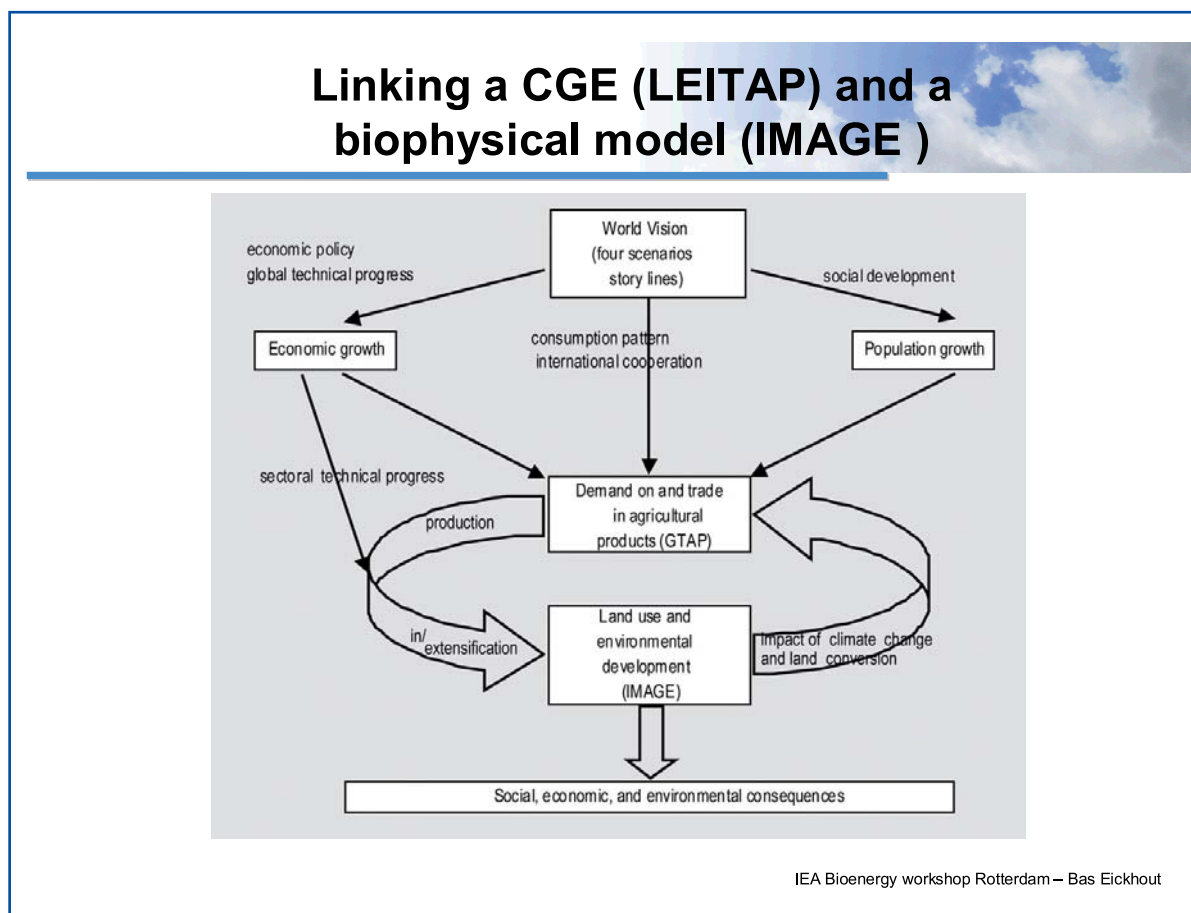 Linking a CGE (LEITAP) and a
biophysical model (IMAGE )
World Vision
(four scenarios
story lines)
economic policy
global technical progress
social development
Economic growth
consumption pattern
international cooperation
Population growth
sectoral technical progress
Demand on and trade
in agricultural
products (GTAP)
production
Land use and
environmental
development
(IMAGE)
in/
extensification
impact of climate change
and land conversion
Social, economic, and environmental consequences
IEA Bioenergy workshop Rotterdam – Bas Eickhout